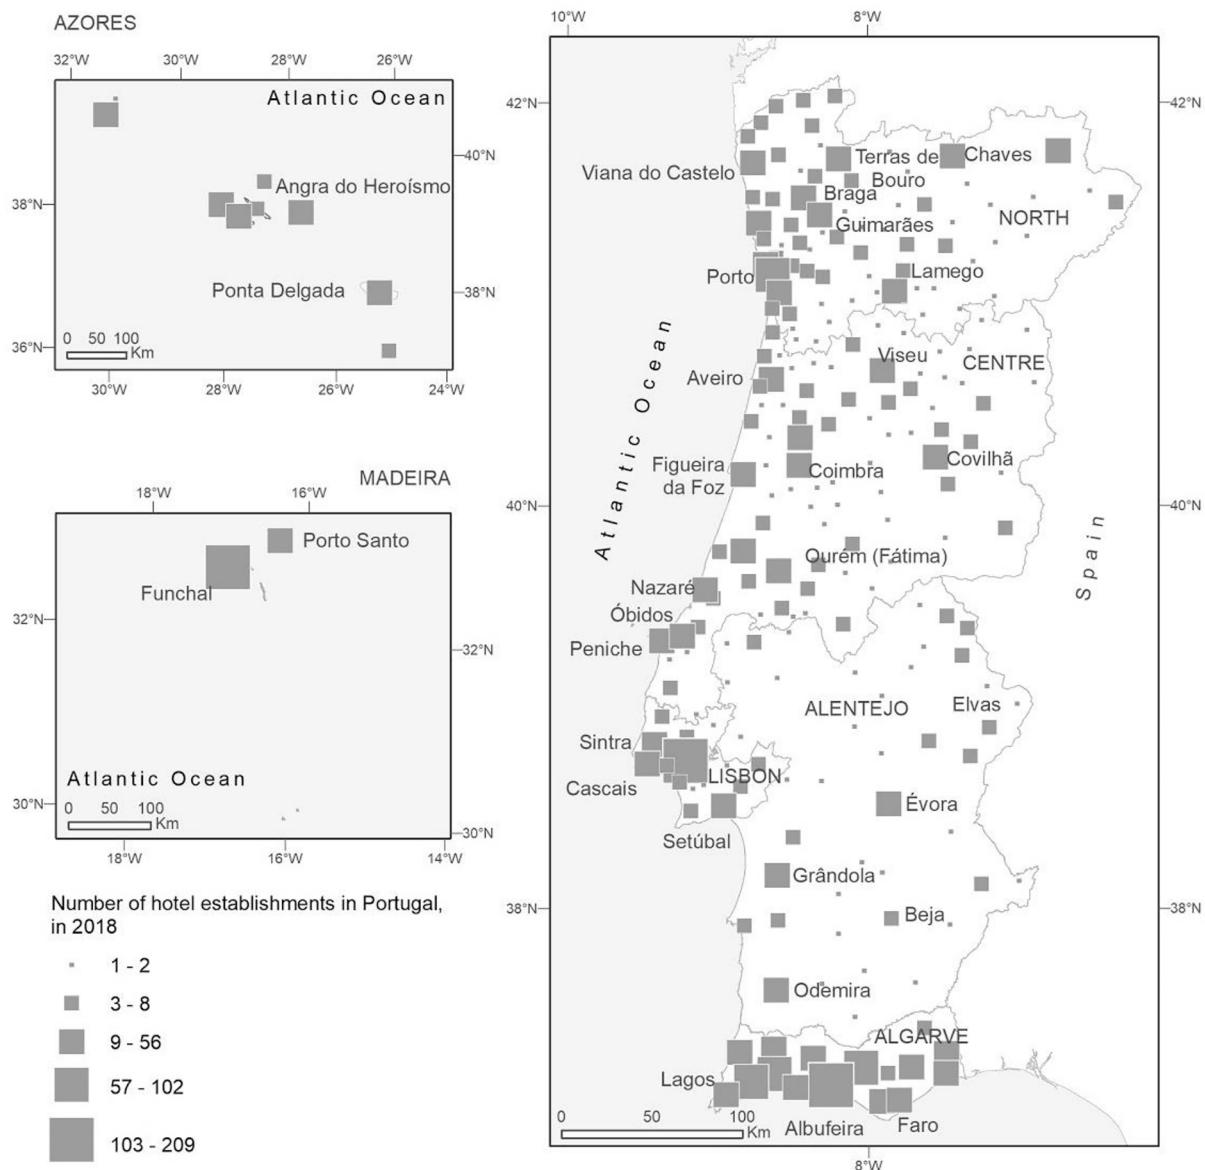 AZORES
32°W 30°W 28°W 26°W
Atlantic Ocean
40°N
Angra do Heroísmo
38°N
Ponta Delgada
38°N
0 50 100
Km
36°N
30°W 28°W 26°W 24°W
MADEIRA
18°W 16°W
Porto Santo
Funchal
32°N
32°N
Atlantic Ocean
0 50 100
Km
30°N
30°N
18°W 16°W 14°W
Number of hotel establishments in Portugal,
in 2018
1 - 2
3 - 8
9 - 56
57 - 102
103 - 209
10°W 8°W
42°N 42°N
Viana do Castelo
Terras de
Bouro
Chaves
Braga
Guimarães
NORTH
Porto
Lamego
Atlantic Ocean
Viseu
CENTRE
Aveiro
Figueira
da Foz
Coimbra
Covilhã
40°N 40°N
Spain
Ourém (Fátima)
Nazaré
Óbidos
Peniche
ALENTEJO
Elvas
Sintra
LISBON
Cascais
Évora
Setúbal
Grândola
38°N 38°N
Beja
Odemira
ALGARVE
Lagos
Albufeira
Faro
0 50 100
Km
8°W